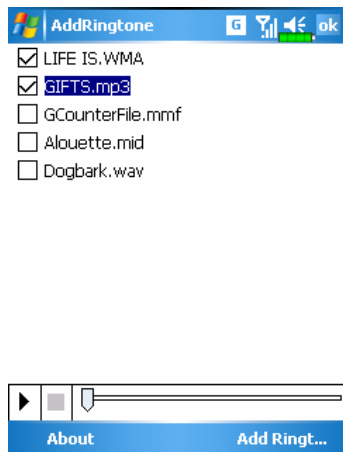 AddRingtone G ok
LIFE IS.WMA
GIFTS.mp3
GCounterFile.mmf
Alouette.mid
Dogbark.wav
About Add Ringt...